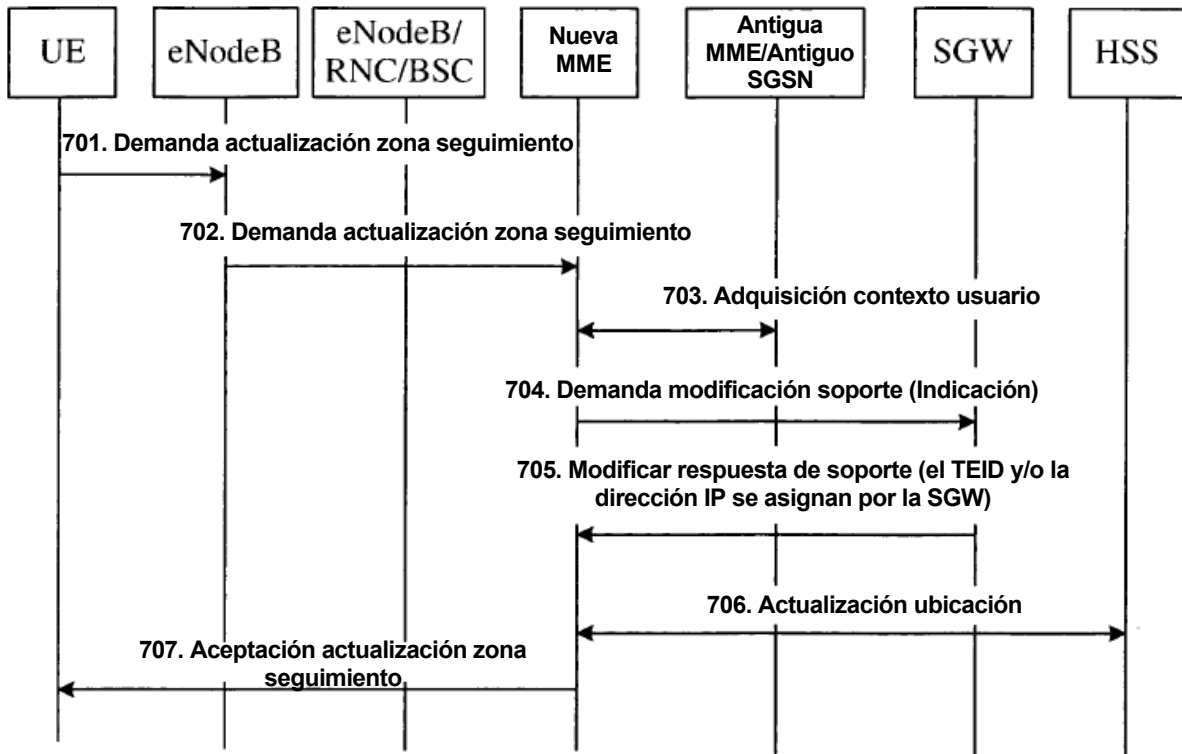 UE
eNodeB
eNodeB/
RNC/BSC
Nueva
MME
Antigua
MME/Antiguo
SGSN
SGW
HSS
701. Demanda actualización zona seguimiento
702. Demanda actualización zona seguimiento
703. Adquisición contexto usuario
704. Demanda modificación soporte (Indicación)
705. Modificar respuesta de soporte (el TEID y/o la
dirección IP se asignan por la SGW)
706. Actualización ubicación
707. Aceptación actualización zona
seguimiento